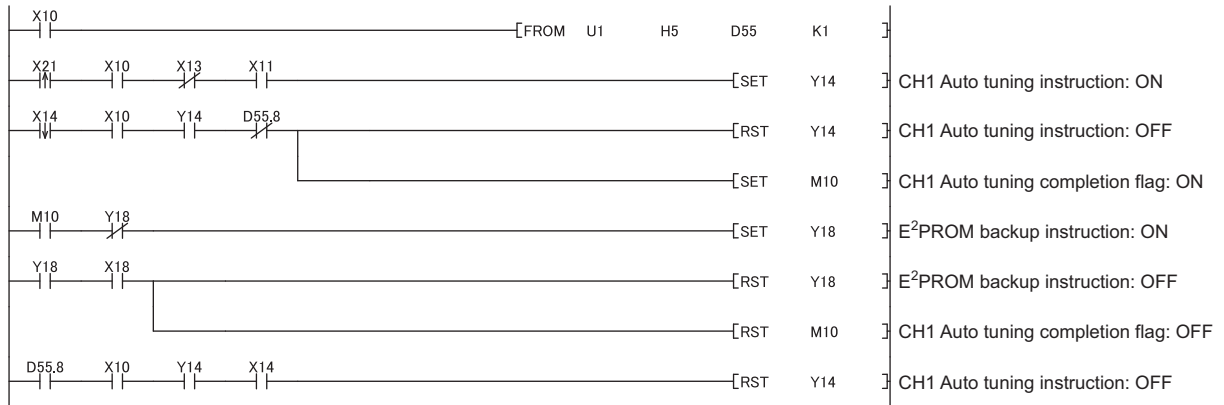 X10
[FROM U1 H5 D55 K1 ]
X21 X10 X13 X11
[SET Y14 ] CH1 Auto tuning instruction: ON
X14 X10 Y14 D55.8
[RST Y14 ] CH1 Auto tuning instruction: OFF
[SET M10 ] CH1 Auto tuning completion flag: ON
M10 Y18
[SET Y18 ] E²PROM backup instruction: ON
Y18 X18
[RST Y18 ] E²PROM backup instruction: OFF
[RST M10 ] CH1 Auto tuning completion flag: OFF
D55.8 X10 Y14 X14
[RST Y14 ] CH1 Auto tuning instruction: OFF